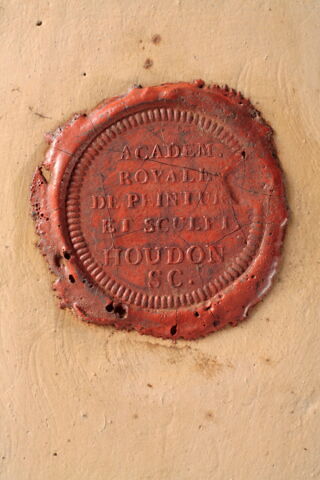 ACADEM.
ROYALE
DE PEINTUR
ET SCULPT
HOUDON
SC.